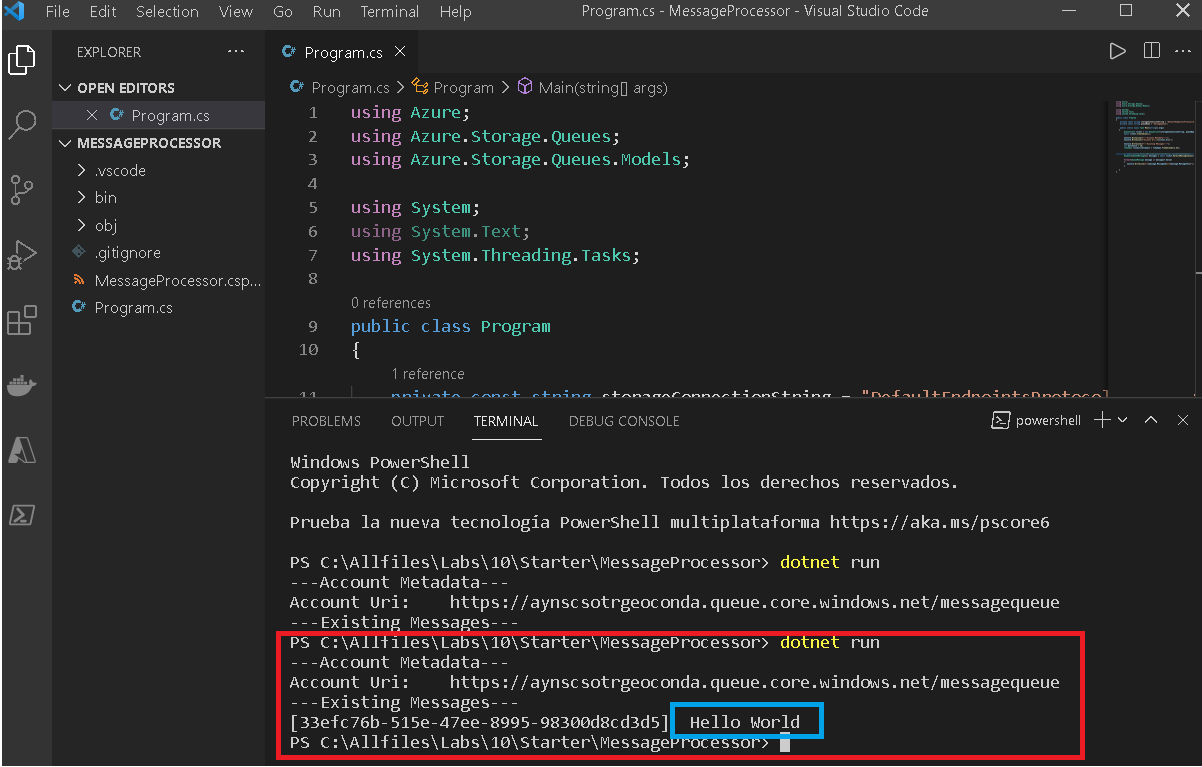 File Edit Selection View Go Run Terminal Help Program.cs - MessageProcessor - Visual Studio Code
EXPLORER
OPEN EDITORS
Program.cs
MESSAGEPROCESSOR
.vscode
bin
obj
.gitignore
MessageProcessor.csp...
Program.cs
Program.cs
Program.cs > Program > Main(string[] args)
1 using Azure;
2 using Azure.Storage.Queues;
3 using Azure.Storage.Queues.Models;
4
5 using System;
6 using System.Text;
7 using System.Threading.Tasks;
8
0 references
9 public class Program
10 {
1 reference
11 private const string storageConnectionString = "DefaultEndpointsProtocol
PROBLEMS OUTPUT TERMINAL DEBUG CONSOLE powershell
Windows PowerShell
Copyright (C) Microsoft Corporation. Todos los derechos reservados.
Prueba la nueva tecnología PowerShell multiplataforma https://aka.ms/pscore6
PS C:\Allfiles\Labs\10\Starter\MessageProcessor> dotnet run
---Account Metadata---
Account Uri: https://aynscsotrgeoconda.queue.core.windows.net/messagequeue
---Existing Messages---
PS C:\Allfiles\Labs\10\Starter\MessageProcessor> dotnet run
---Account Metadata---
Account Uri: https://aynscsotrgeoconda.queue.core.windows.net/messagequeue
---Existing Messages---
[33efc76b-515e-47ee-8995-98300d8cd3d5] Hello World
PS C:\Allfiles\Labs\10\Starter\MessageProcessor>